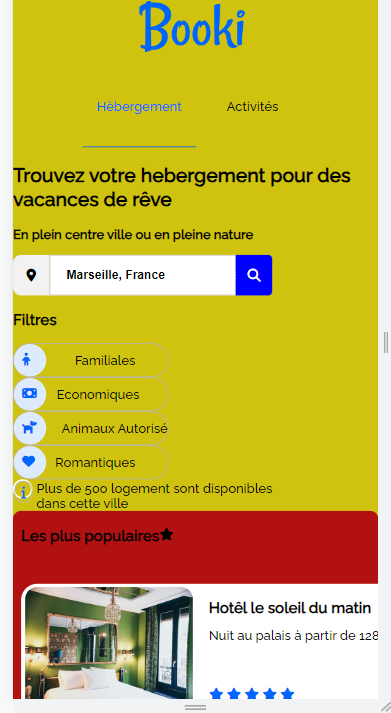 Booki
Hébergement Activités
Trouvez votre hebergement pour des
vacances de rêve
En plein centre ville ou en pleine nature
Marseille, France
Filtres
Familiales
Economiques
Animaux Autorisé
Romantiques
Plus de 500 logement sont disponibles
dans cette ville
Les plus populaires
Hotêl le soleil du matin
Nuit au palais à partir de 128